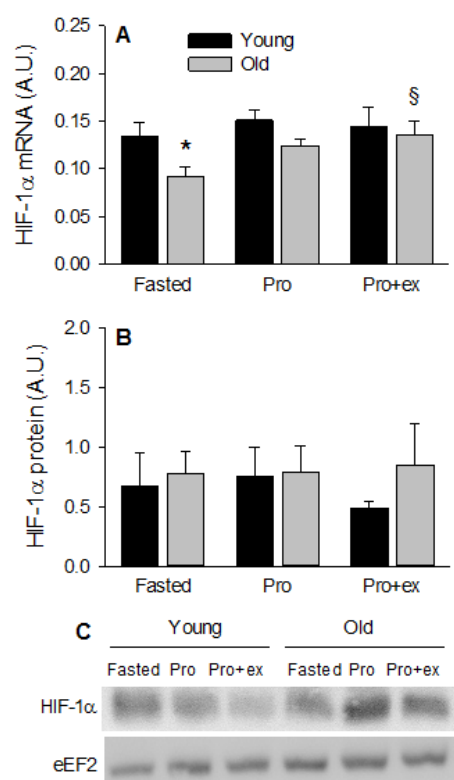 A
Young
Old
HIF-1α mRNA (A.U.)
0.25
0.20
0.15
0.10
0.05
0.00
*
§
Fasted Pro Pro+ex
B
HIF-1α protein (A.U.)
2.0
1.5
1.0
0.5
0.0
Fasted Pro Pro+ex
C
Young Old
Fasted Pro Pro+ex Fasted Pro Pro+ex
HIF-1α
eEF2